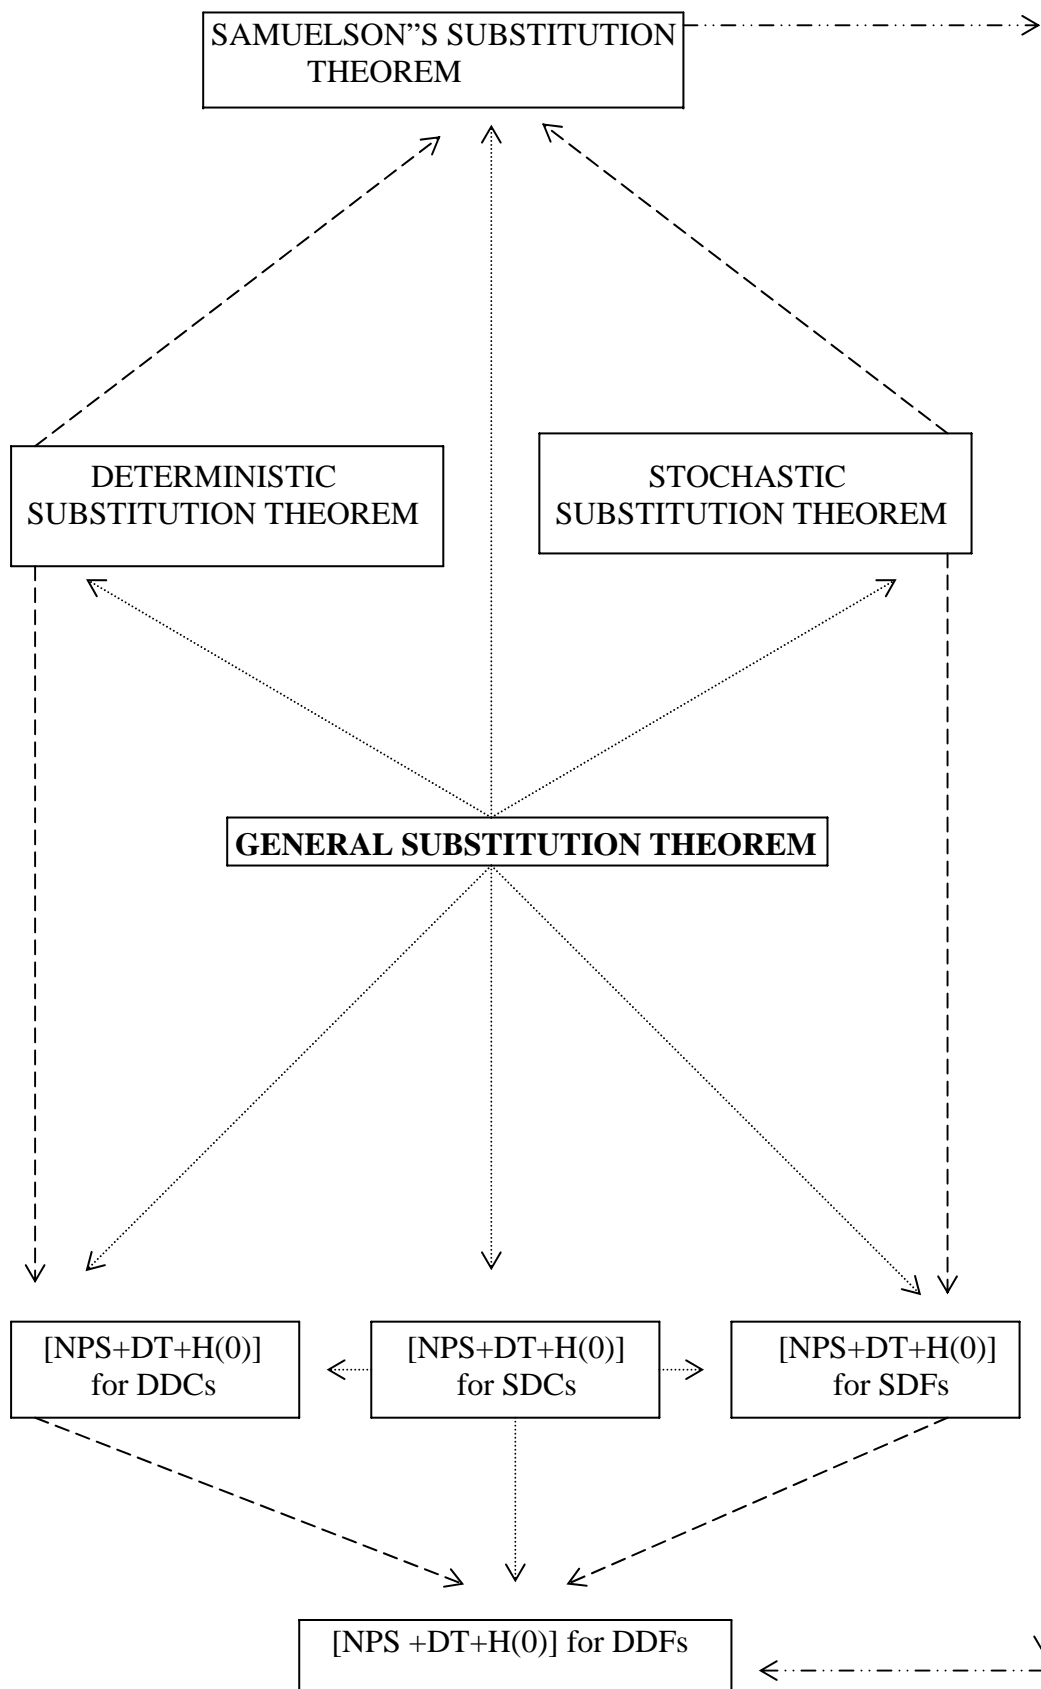 SAMUELSON"S SUBSTITUTION
THEOREM
DETERMINISTIC
SUBSTITUTION THEOREM
STOCHASTIC
SUBSTITUTION THEOREM
GENERAL SUBSTITUTION THEOREM
[NPS+DT+H(0)]
for DDCs
[NPS+DT+H(0)]
for SDCs
[NPS+DT+H(0)]
for SDFs
[NPS +DT+H(0)] for DDFs